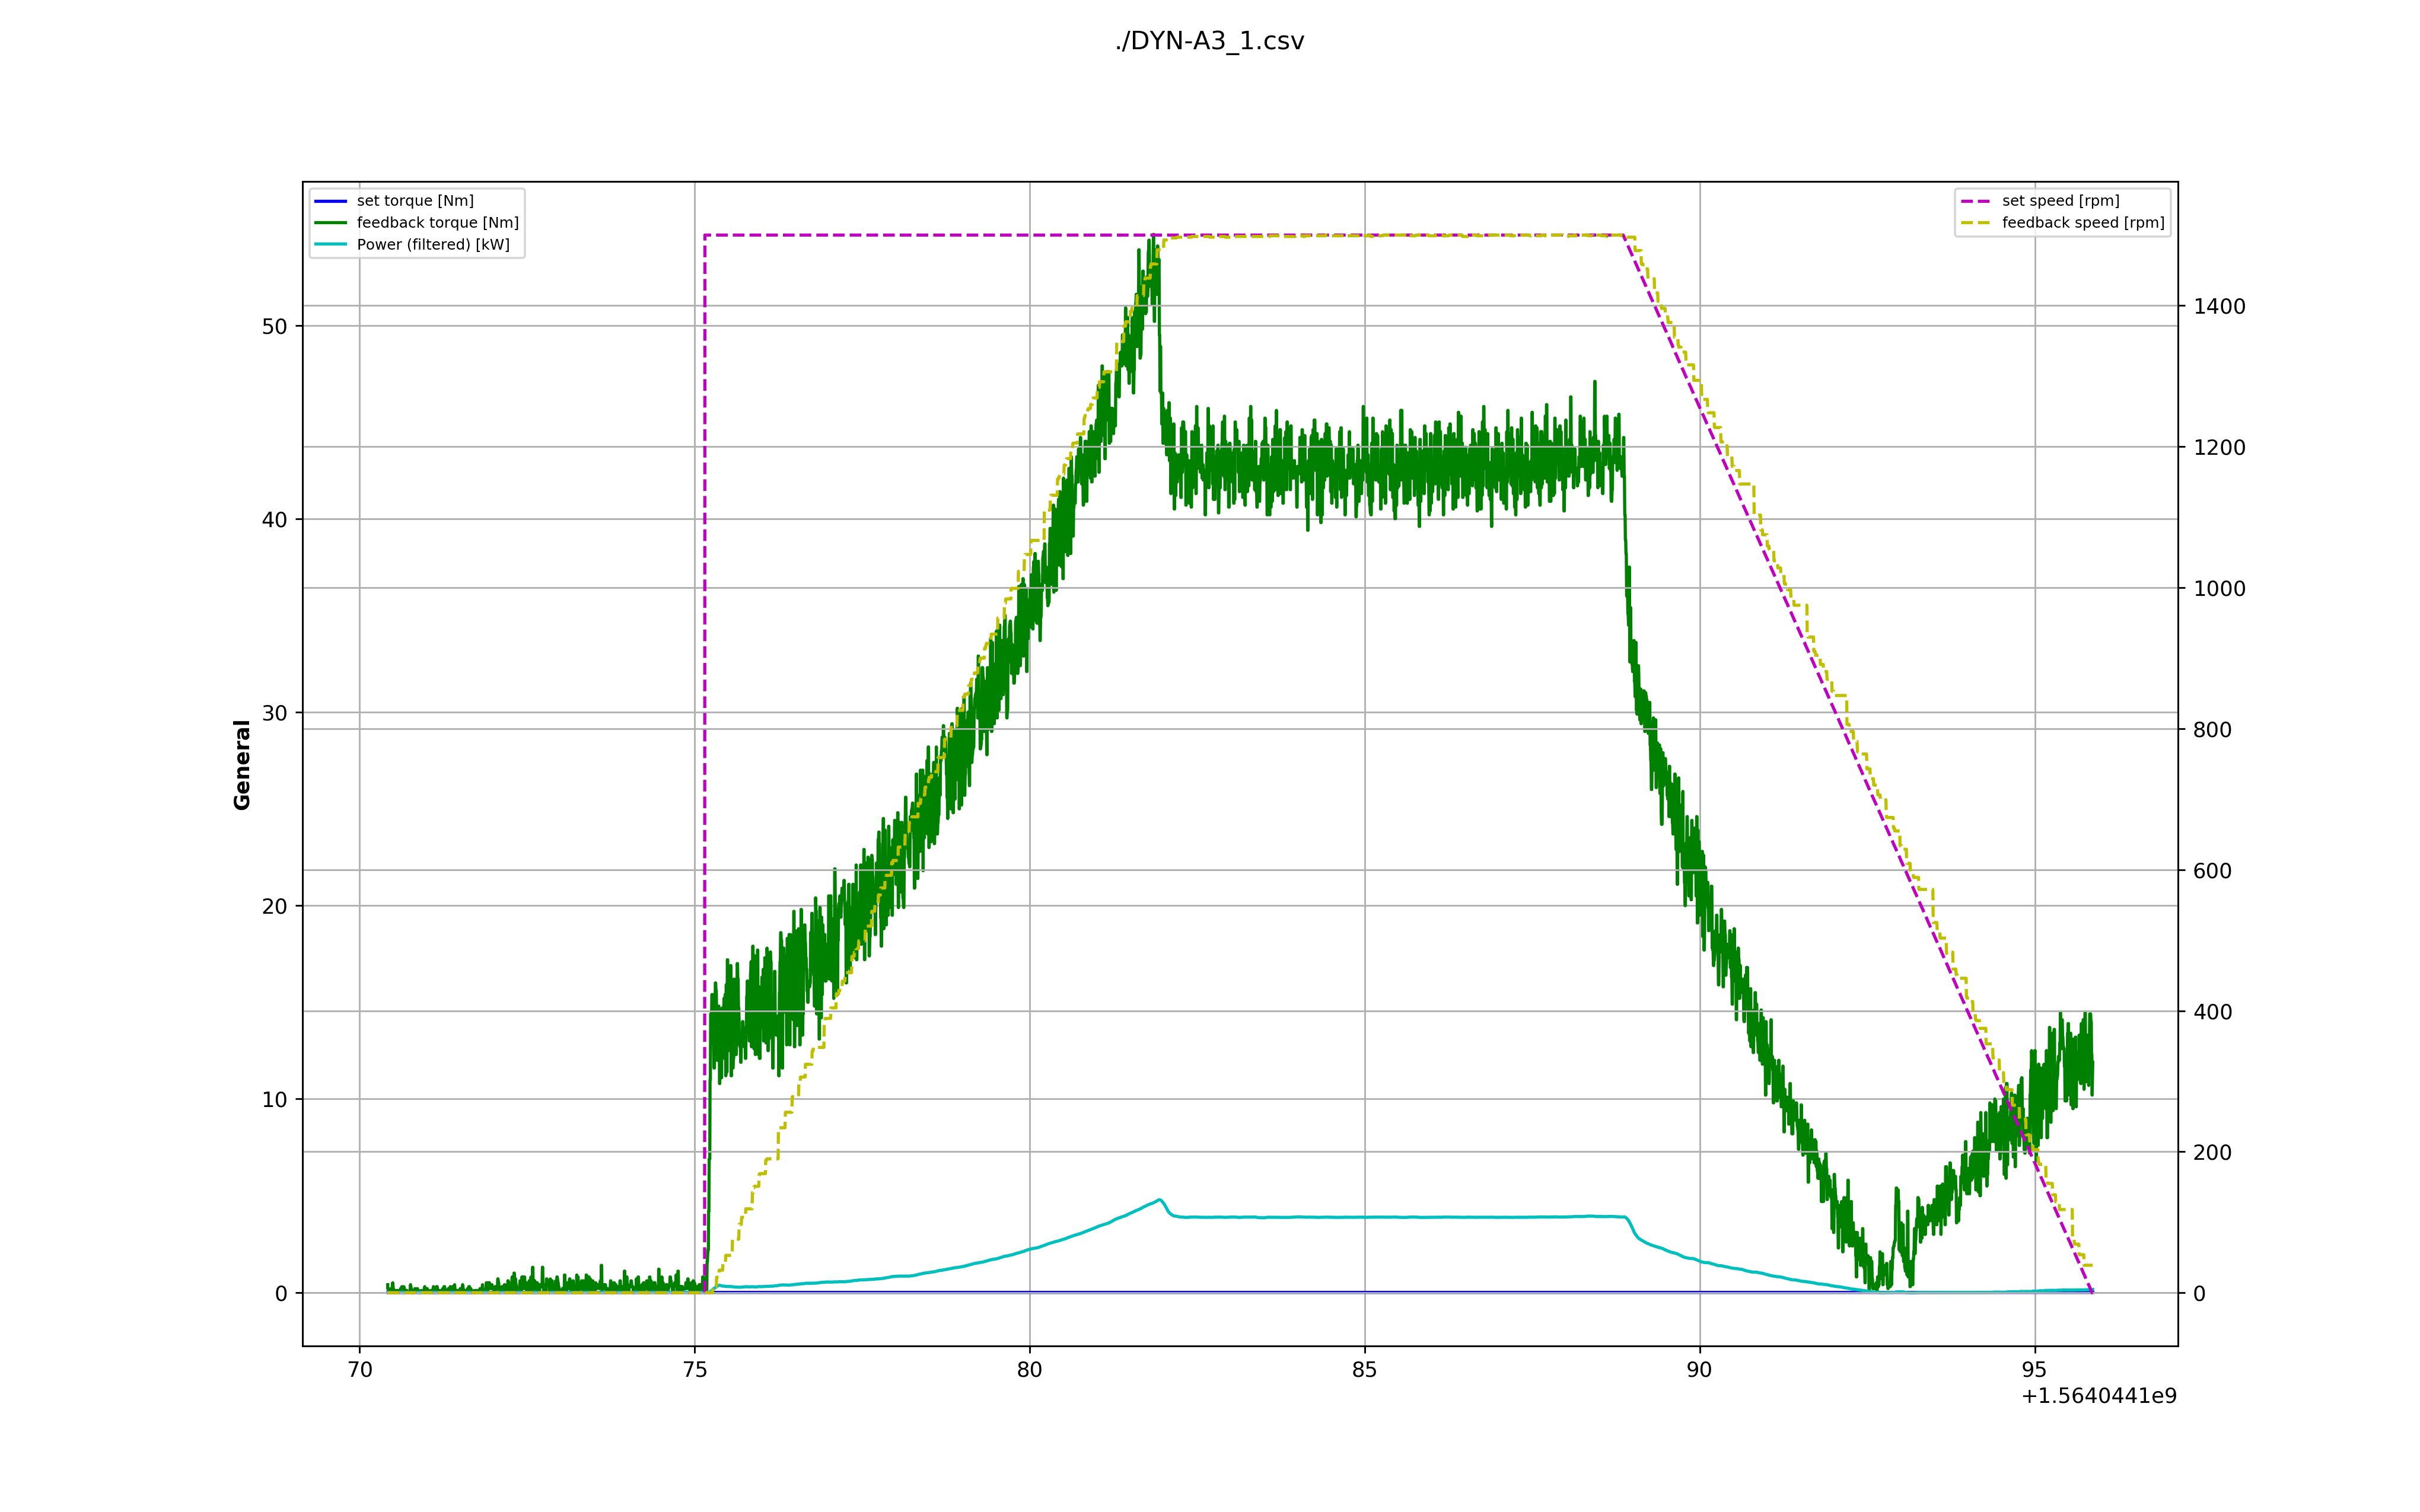 ./DYN-A3_1.csv
set torque [Nm]
feedback torque [Nm]
Power (filtered) [kW]
set speed [rpm]
feedback speed [rpm]
General
50
40
30
20
10
0
1400
1200
1000
800
600
400
200
0
70 75 80 85 90 95
+1.5640441e9